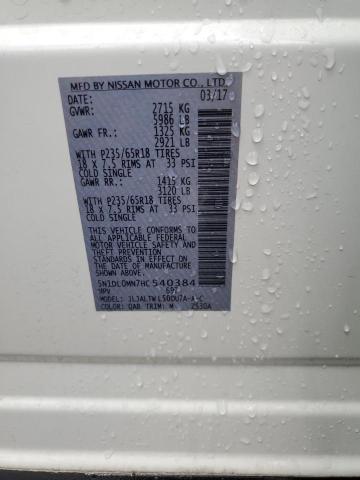 MFD BY NISSAN MOTOR CO., LTD.
DATE: 03/17
GVWR: 2715 KG
5986 LB
GAWR FR.: 1325 KG
2921 LB
WITH P235/65R18 TIRES
18 X 7.5 RIMS AT 33 PSI
COLD SINGLE
GAWR RR.: 1415 KG
3120 LB
WITH P235/65R18 TIRES
18 X 7.5 RIMS AT 33 PSI
COLD SINGLE
THIS VEHICLE CONFORMS TO ALL
APPLICABLE FEDERAL MOTOR
VEHICLE SAFETY AND THEFT
PREVENTION STANDARDS IN
EFFECT ON THE DATE OF
MANUFACTURE SHOWN ABOVE.
5N1DL0MN7HC540384
MPV 697
MODEL:
COLOR: QAB TRIM: